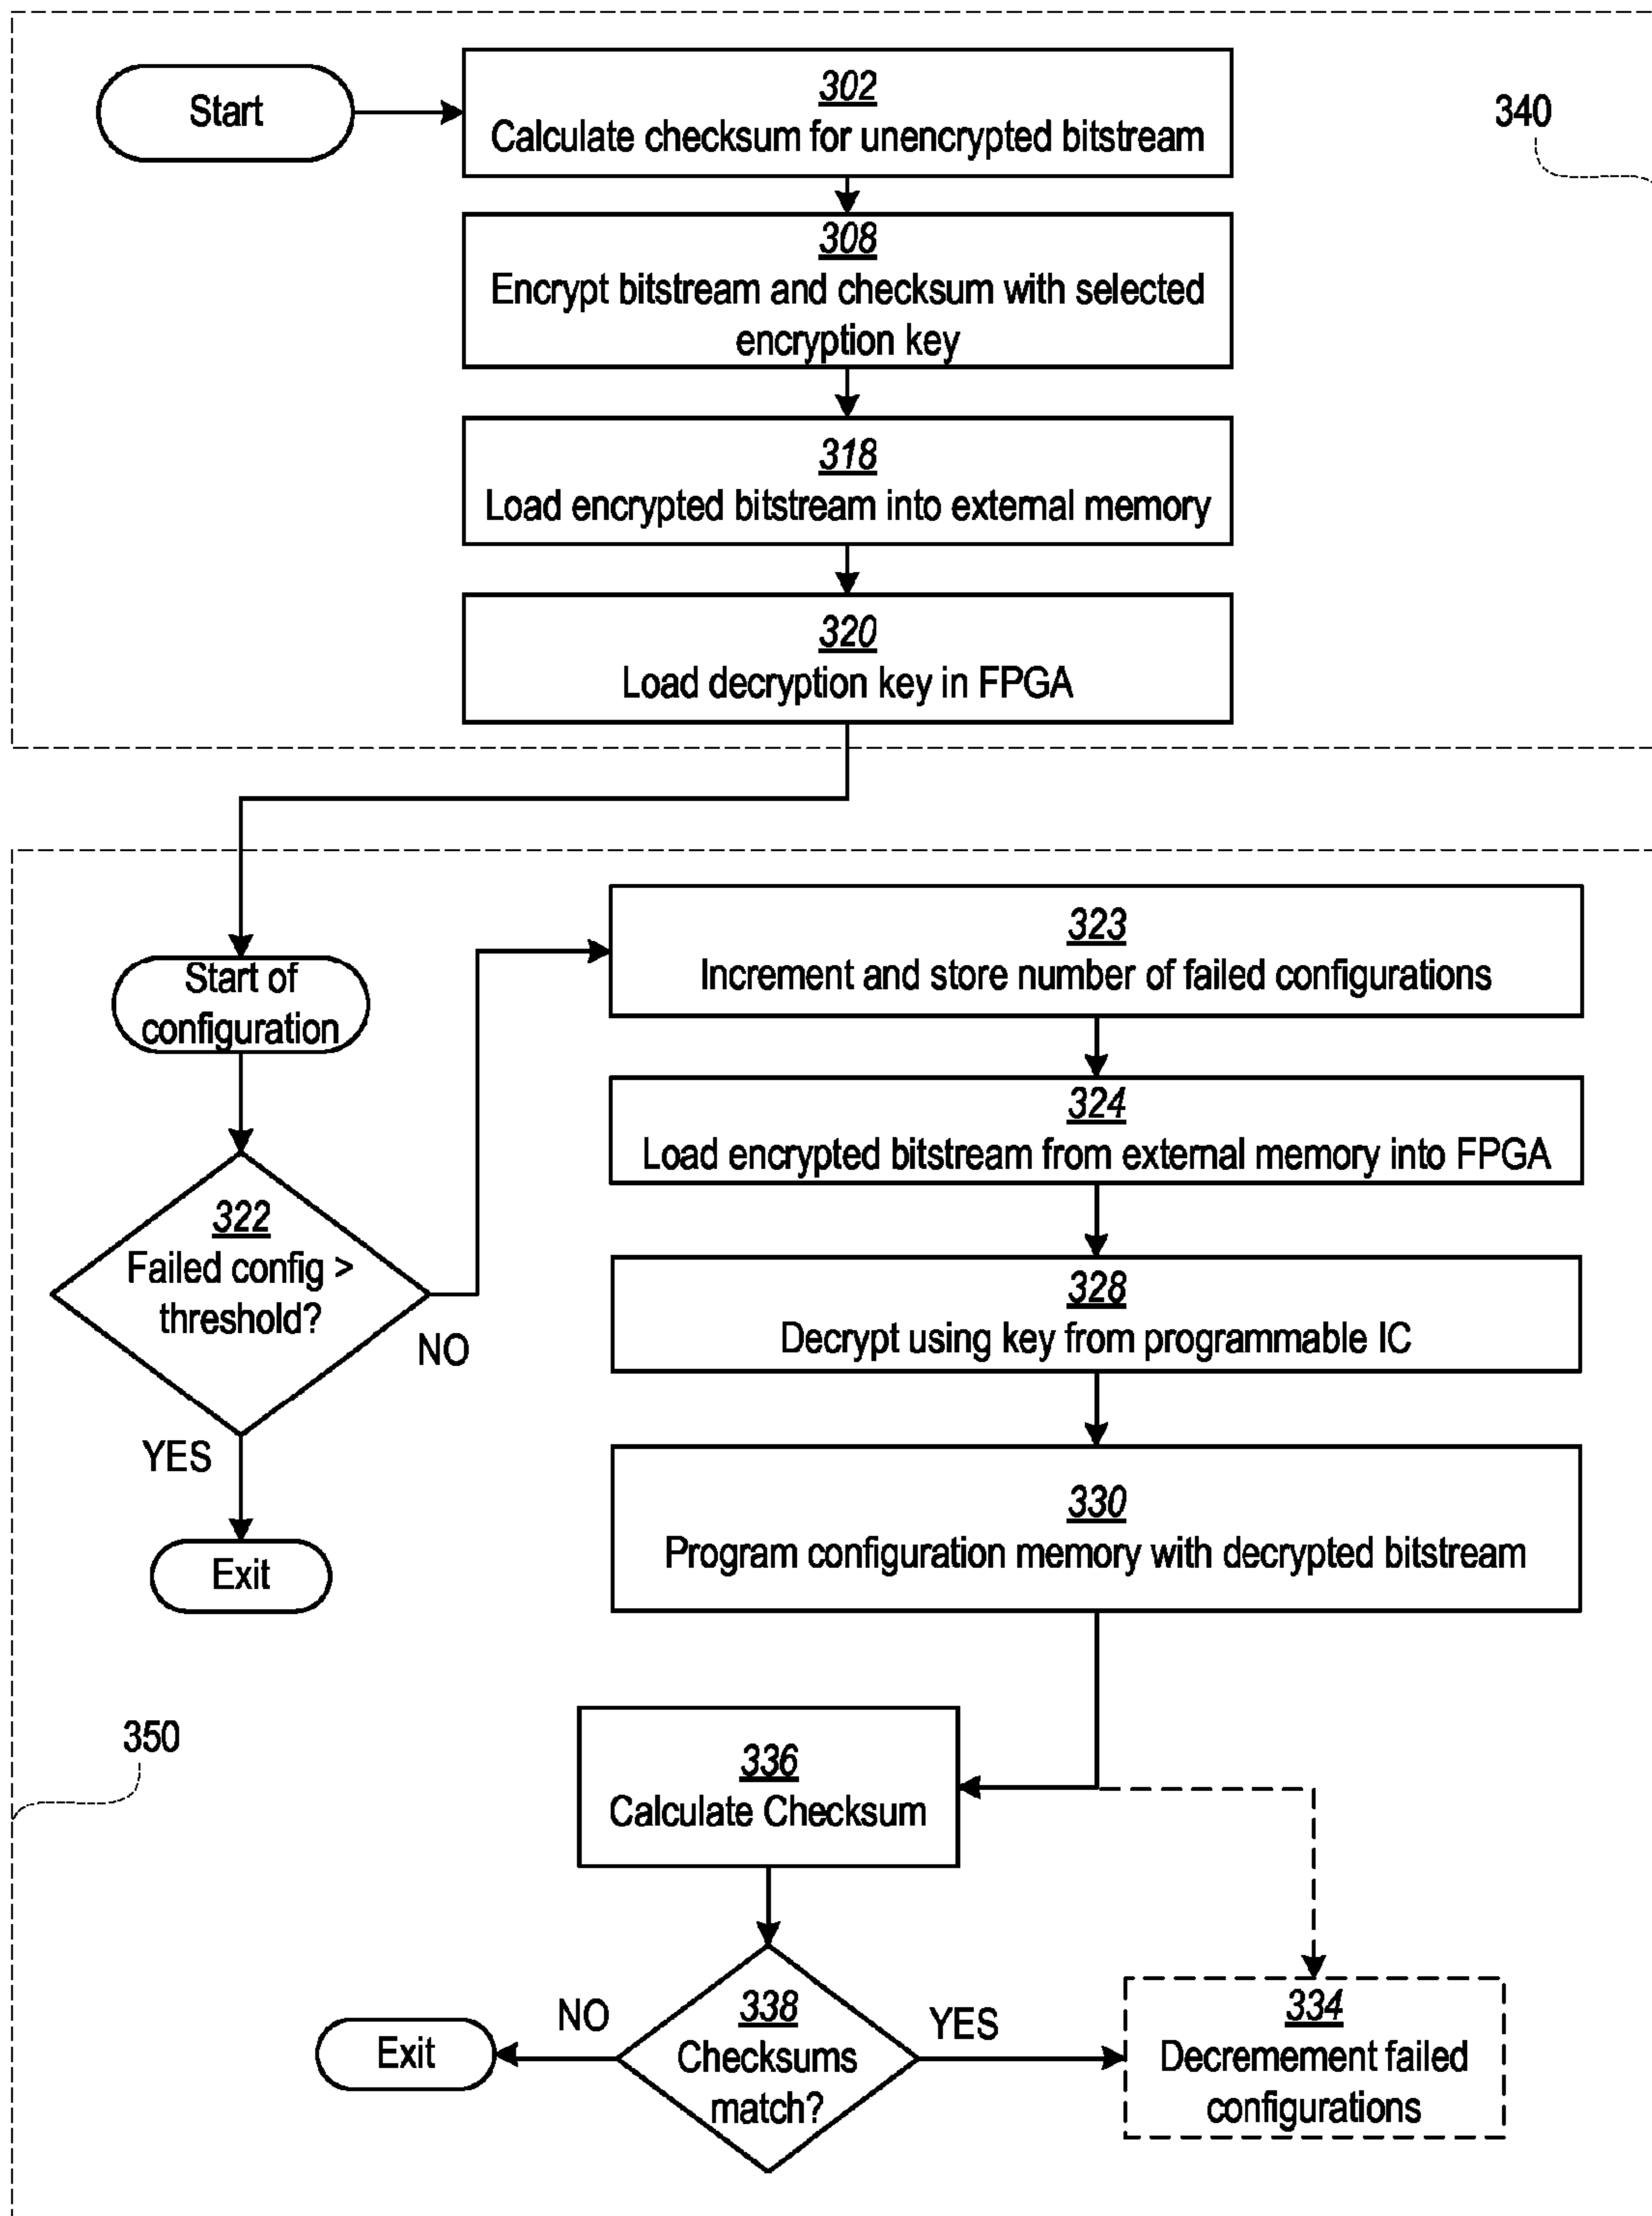 Start
302
Calculate checksum for unencrypted bitstream
340
308
Encrypt bitstream and checksum with selected
encryption key
318
Load encrypted bitstream into external memory
320
Load decryption key in FPGA
Start of
configuration
323
Increment and store number of failed configurations
324
Load encrypted bitstream from external memory into FPGA
322
Failed config >
threshold?
NO
YES
Exit
328
Decrypt using key from programmable IC
330
Program configuration memory with decrypted bitstream
350
336
Calculate Checksum
338
Checksums
match?
NO
Exit
YES
334
Decremement failed
configurations